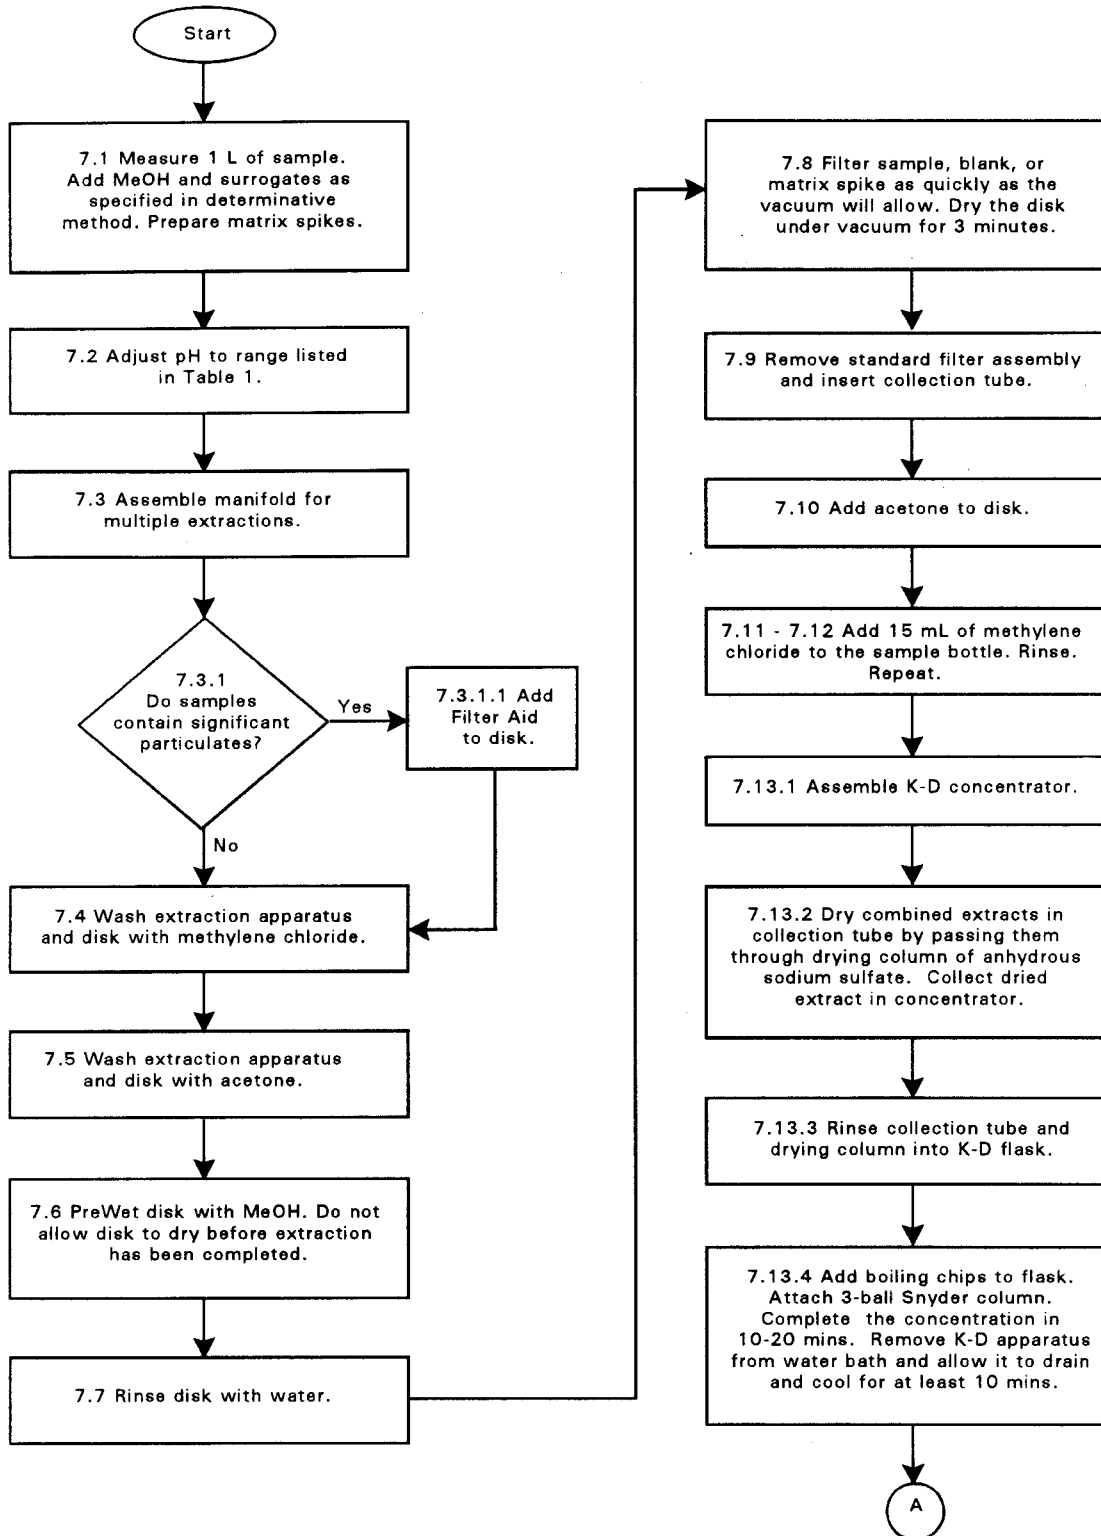 Start
7.1 Measure 1 L of sample.
Add MeOH and surrogates as
specified in determinative
method. Prepare matrix spikes.
7.2 Adjust pH to range listed
in Table 1.
7.3 Assemble manifold for
multiple extractions.
7.3.1
Do samples
contain significant
particulates?
Yes
7.3.1.1 Add
Filter Aid
to disk.
No
7.4 Wash extraction apparatus
and disk with methylene chloride.
7.5 Wash extraction apparatus
and disk with acetone.
7.6 PreWet disk with MeOH. Do not
allow disk to dry before extraction
has been completed.
7.7 Rinse disk with water.
7.8 Filter sample, blank, or
matrix spike as quickly as the
vacuum will allow. Dry the disk
under vacuum for 3 minutes.
7.9 Remove standard filter assembly
and insert collection tube.
7.10 Add acetone to disk.
7.11 - 7.12 Add 15 mL of methylene
chloride to the sample bottle. Rinse.
Repeat.
7.13.1 Assemble K-D concentrator.
7.13.2 Dry combined extracts in
collection tube by passing them
through drying column of anhydrous
sodium sulfate. Collect dried
extract in concentrator.
7.13.3 Rinse collection tube and
drying column into K-D flask.
7.13.4 Add boiling chips to flask.
Attach 3-ball Snyder column.
Complete the concentration in
10-20 mins. Remove K-D apparatus
from water bath and allow it to drain
and cool for at least 10 mins.
A